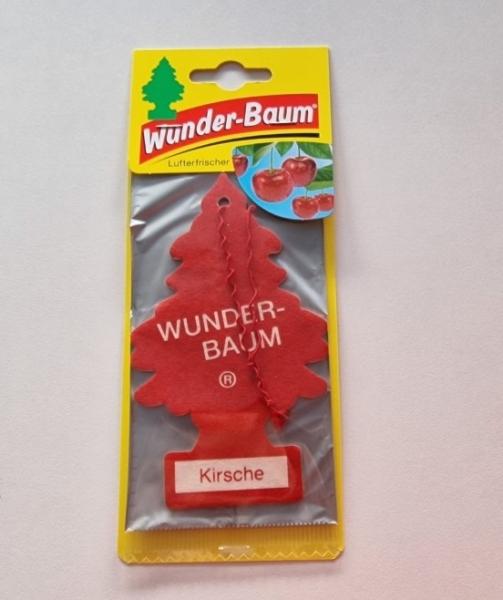 Wunder-Baum®
Lufterfrischer
WUNDER-
BAUM
®
Kirsche